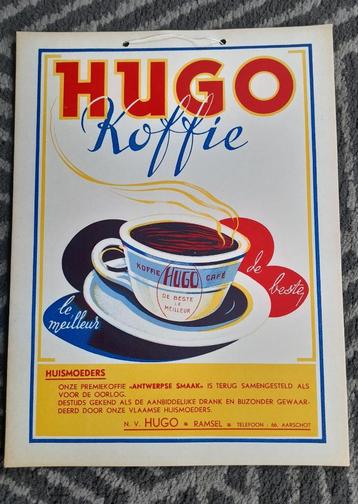 HUGO
Koffie
KOFFIE HUGO CAFÉ
DE BESTE
LE
MEILLEUR
de
beste
le
meilleur
HUISMOEDERS
ONZE PREMIEKOFFIE «ANTWERPSE SMAAK» IS TERUG SAMENGESTELD ALS
VOOR DE OORLOG.
DESTIJDS GEKEND ALS DE AANBIDDELIJKE DRANK EN BIJZONDER GEWAAR-
DEERD DOOR ONZE VLAAMSE HUISMOEDERS.
N. V. HUGO * RAMSEL * TELEFOON : 66, AARSCHOT